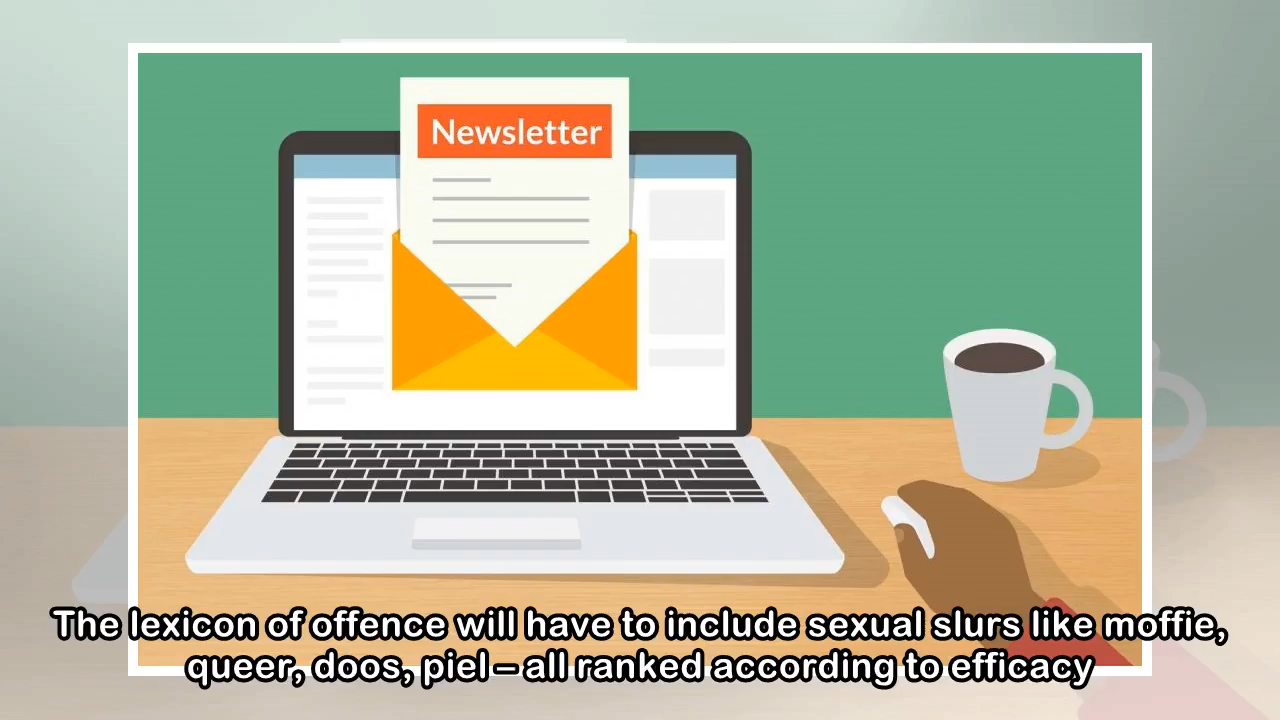 Newsletter
The lexicon of offence will have to include sexual slurs like moffie,
queer, doos, piel – all ranked according to efficacy